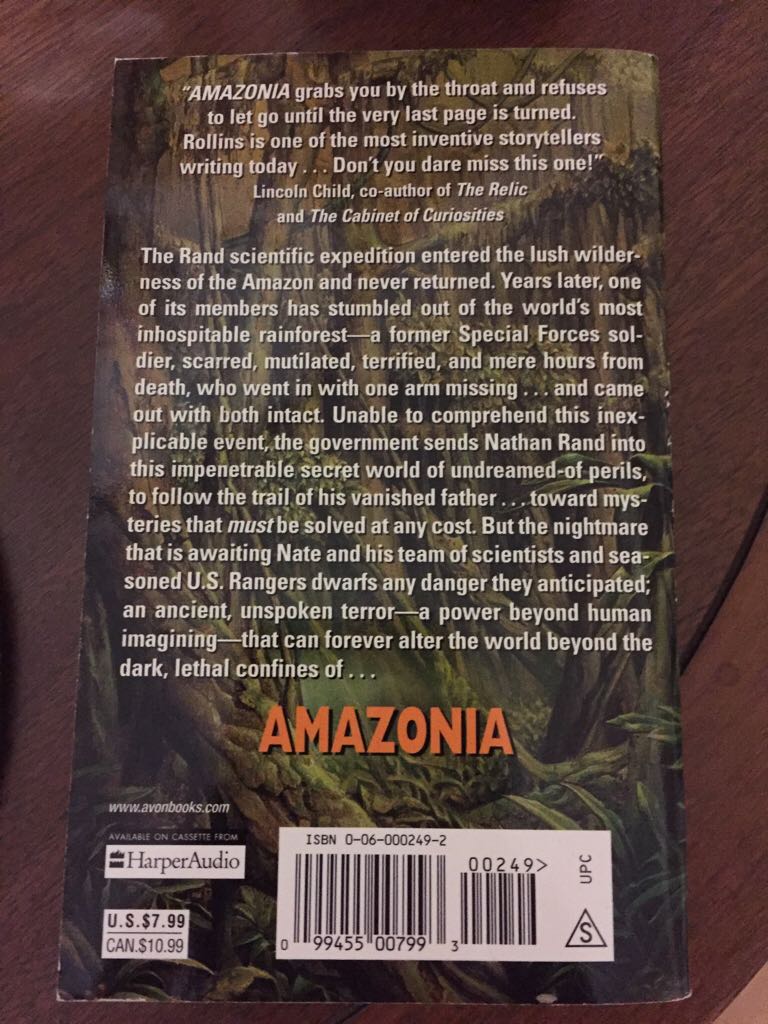 “AMAZONIA grabs you by the throat and refuses
to let go until the very last page is turned.
Rollins is one of the most inventive storytellers
writing today . . . Don’t you dare miss this one!”
Lincoln Child, co-author of The Relic
and The Cabinet of Curiosities
The Rand scientific expedition entered the lush wilder-
ness of the Amazon and never returned. Years later, one
of its members has stumbled out of the world’s most
inhospitable rainforest—a former Special Forces sol-
dier, scarred, mutilated, terrified, and mere hours from
death, who went in with one arm missing . . . and came
out with both intact. Unable to comprehend this inex-
plicable event, the government sends Nathan Rand into
this impenetrable secret world of undreamed-of perils,
to follow the trail of his vanished father . . . toward mys-
teries that must be solved at any cost. But the nightmare
that is awaiting Nate and his team of scientists and sea-
soned U.S. Rangers dwarfs any danger they anticipated;
an ancient, unspoken terror—a power beyond human
imagining—that can forever alter the world beyond the
dark, lethal confines of . . .
AMAZONIA
www.avonbooks.com
AVAILABLE ON CASSETTE FROM
HarperAudio
U.S.$7.99
CAN.$10.99
ISBN 0-06-000249-2
00249>
0 99455 00799 3
UPC
S